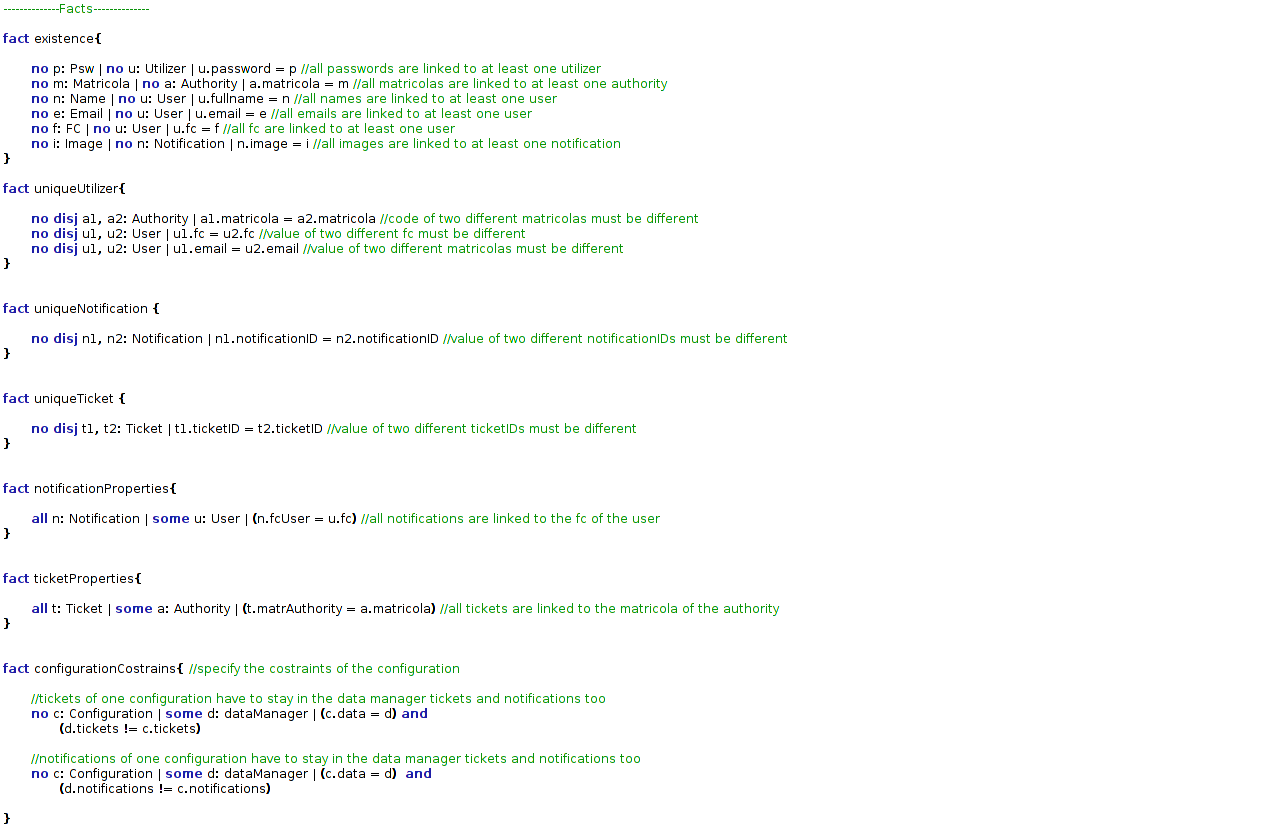 --------------Facts--------------
fact existence{
no p: Psw | no u: Utilizer | u.password = p //all passwords are linked to at least one utilizer
no m: Matricola | no a: Authority | a.matricola = m //all matricolas are linked to at least one authority
no n: Name | no u: User | u.fullname = n //all names are linked to at least one user
no e: Email | no u: User | u.email = e //all emails are linked to at least one user
no f: FC | no u: User | u.fc = f //all fc are linked to at least one user
no i: Image | no n: Notification | n.image = i //all images are linked to at least one notification
}
fact uniqueUtilizer{
no disj a1, a2: Authority | a1.matricola = a2.matricola //code of two different matricolas must be different
no disj u1, u2: User | u1.fc = u2.fc //value of two different fc must be different
no disj u1, u2: User | u1.email = u2.email //value of two different matricolas must be different
}
fact uniqueNotification {
no disj n1, n2: Notification | n1.notificationID = n2.notificationID //value of two different notificationIDs must be different
}
fact uniqueTicket {
no disj t1, t2: Ticket | t1.ticketID = t2.ticketID //value of two different ticketIDs must be different
}
fact notificationProperties{
all n: Notification | some u: User | (n.fcUser = u.fc) //all notifications are linked to the fc of the user
}
fact ticketProperties{
all t: Ticket | some a: Authority | (t.matrAuthority = a.matricola) //all tickets are linked to the matricola of the authority
}
fact configurationCostrains{ //specify the costraints of the configuration
//tickets of one configuration have to stay in the data manager tickets and notifications too
no c: Configuration | some d: dataManager | (c.data = d) and
(d.tickets != c.tickets)
//notifications of one configuration have to stay in the data manager tickets and notifications too
no c: Configuration | some d: dataManager | (c.data = d) and
(d.notifications != c.notifications)
}